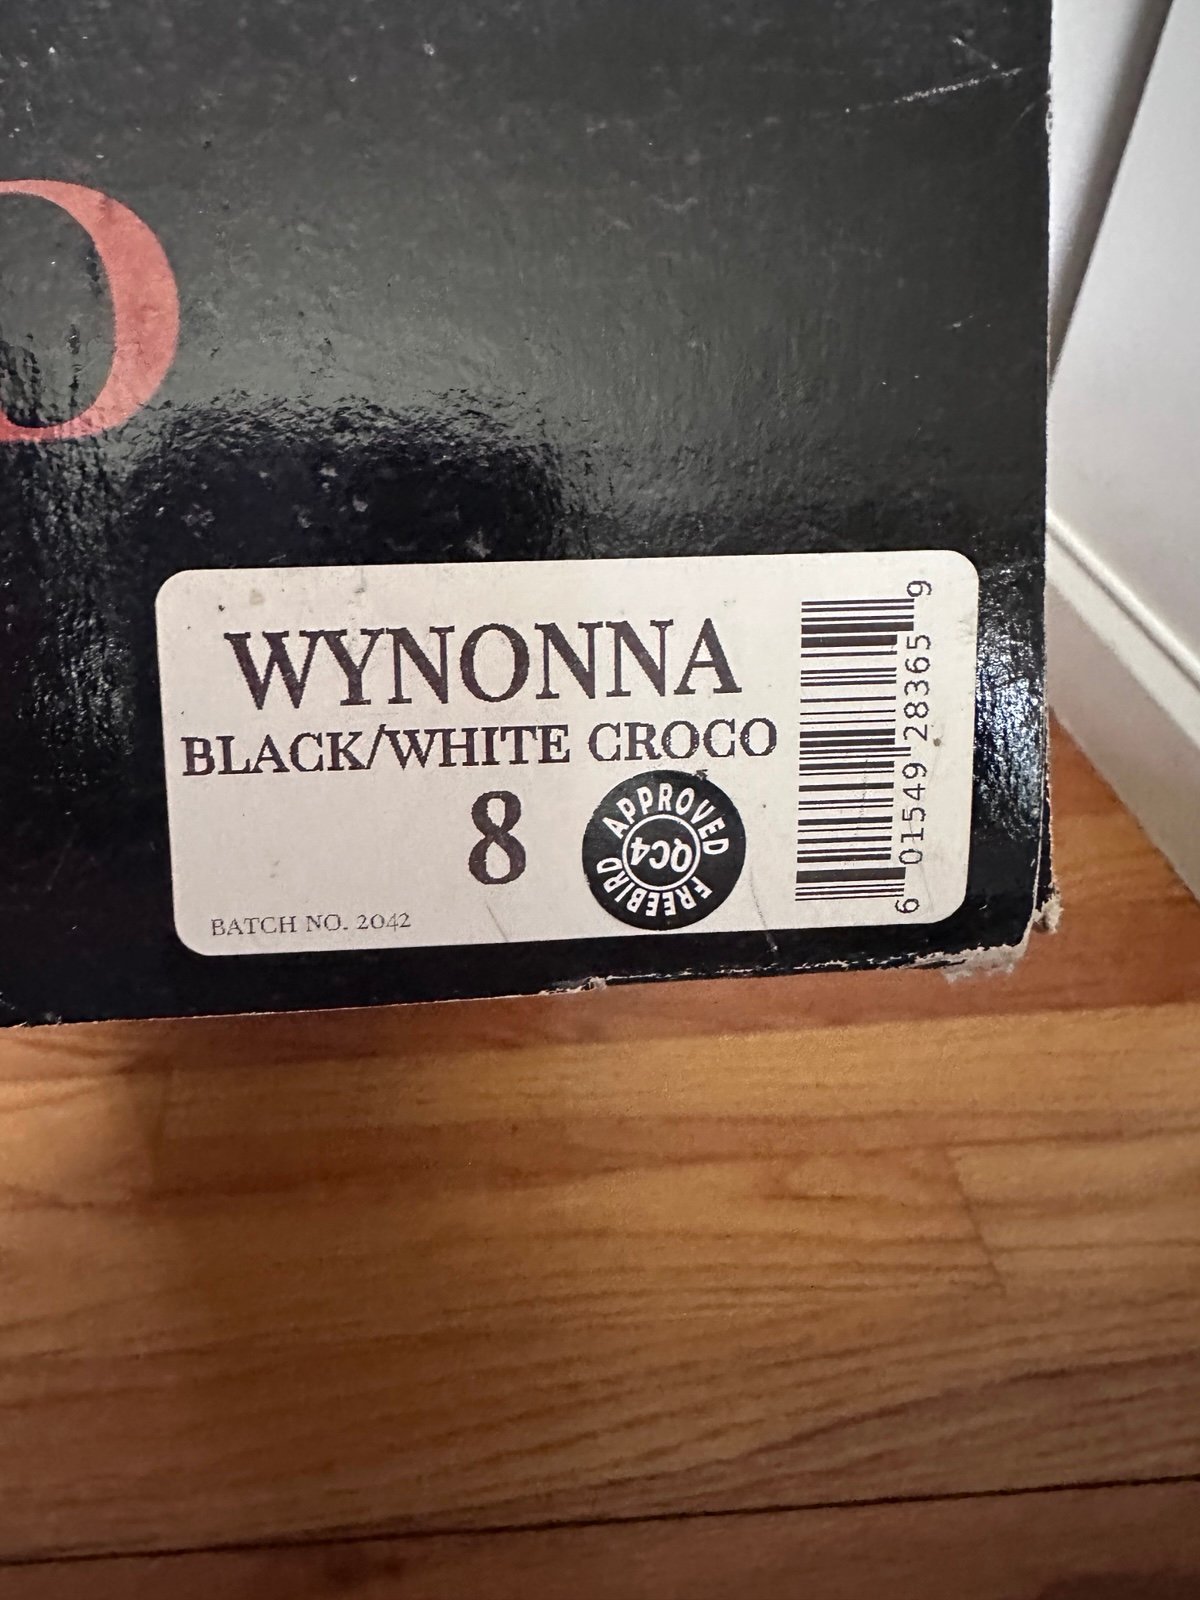 D
WYNONNA
BLACK/WHITE CROCO
8
APPROVED
QC4
FREEBIRD
BATCH NO. 2042
6 01549 28365 9